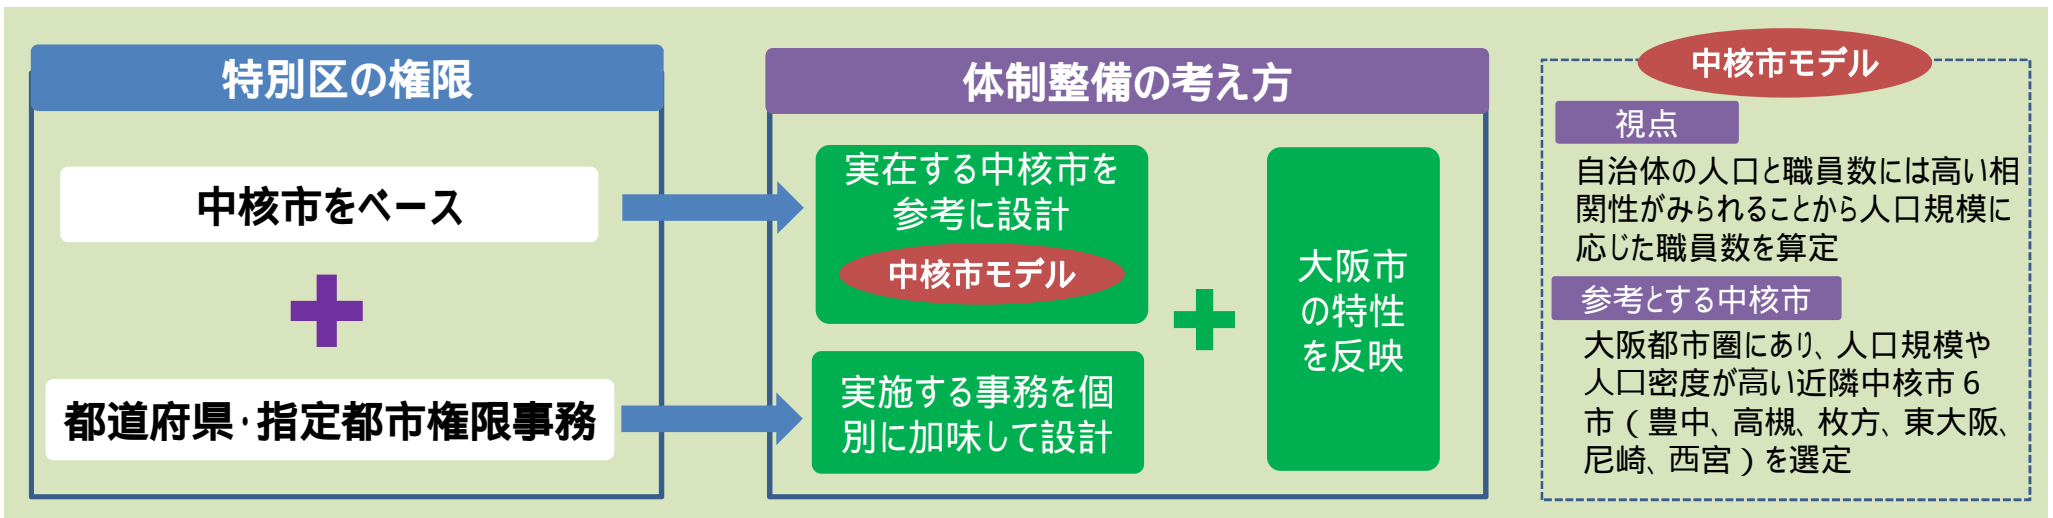 特別区の権限
中核市をベース
都道府県・指定都市権限事務
体制整備の考え方
実在する中核市を
参考に設計
中核市モデル
実施する事務を個
別に加味して設計
大阪市
の特性
を反映
中核市モデル
視点
自治体の人口と職員数には高い相
関性がみられることから人口規模に
応じた職員数を算定
参考とする中核市
大阪都市圏にあり、人口規模や
人口密度が高い近隣中核市６
市（豊中、高槻、枚方、東大阪、
尼崎、西宮）を選定